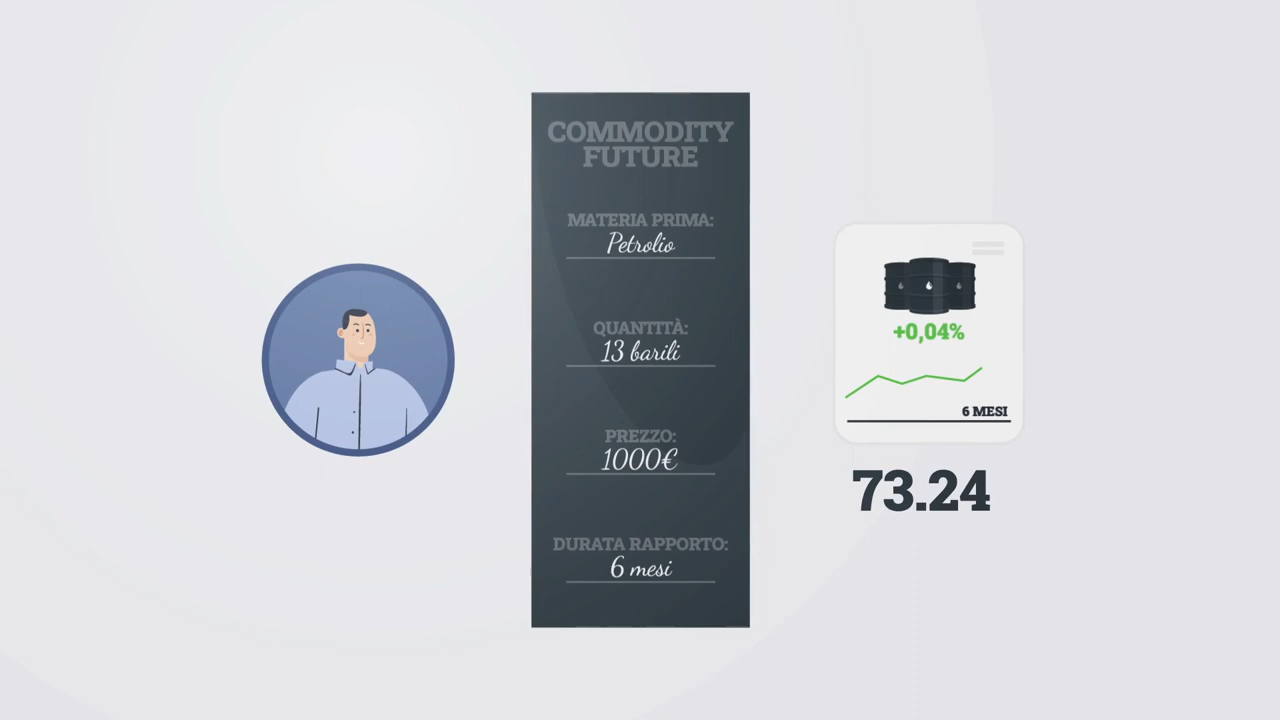 COMMODITY
FUTURE
MATERIA PRIMA:
Petrolio
QUANTITÀ:
13 barili
PREZZO:
1000€
DURATA RAPPORTO:
6 mesi
+0,04%
6 MESI
73.24